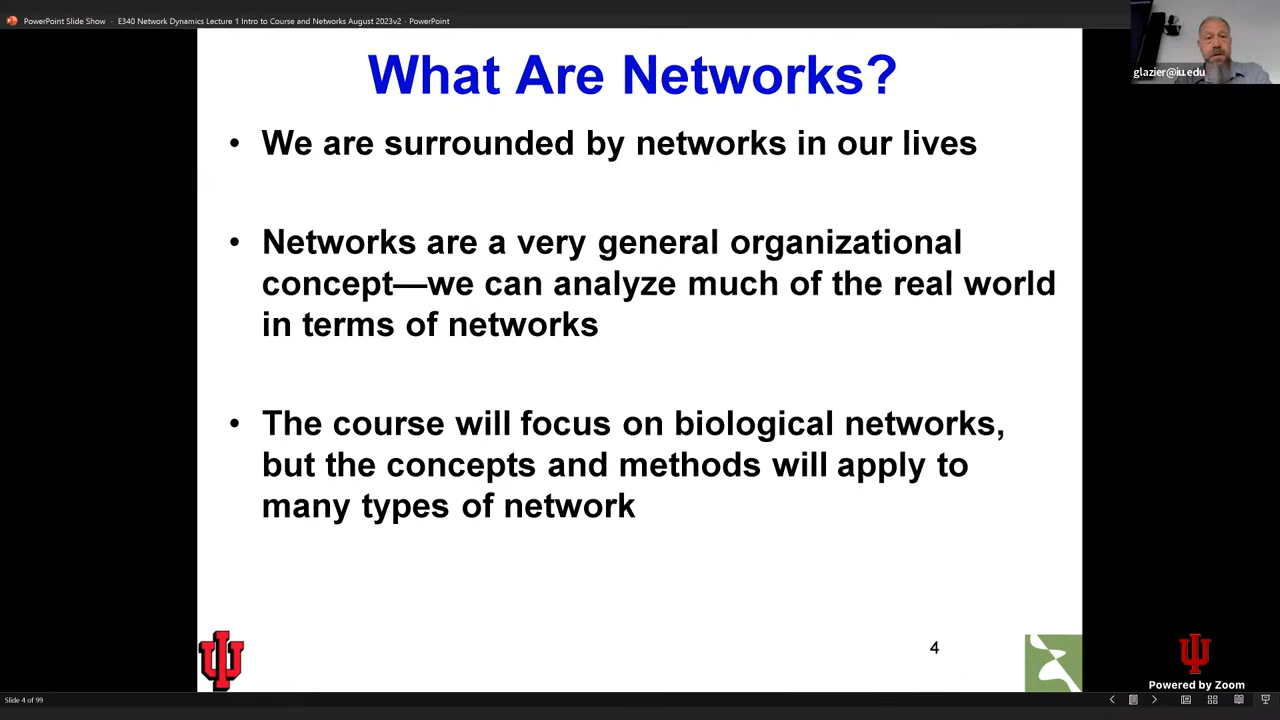 PowerPoint Slide Show - E340 Network Dynamics Lecture 1 Intro to Course and Networks August 2023v2 - PowerPoint
glazier@iu.edu
What Are Networks?
• We are surrounded by networks in our lives
• Networks are a very general organizational
concept—we can analyze much of the real world
in terms of networks
• The course will focus on biological networks,
but the concepts and methods will apply to
many types of network
4
Powered by Zoom
Slide 4 of 99